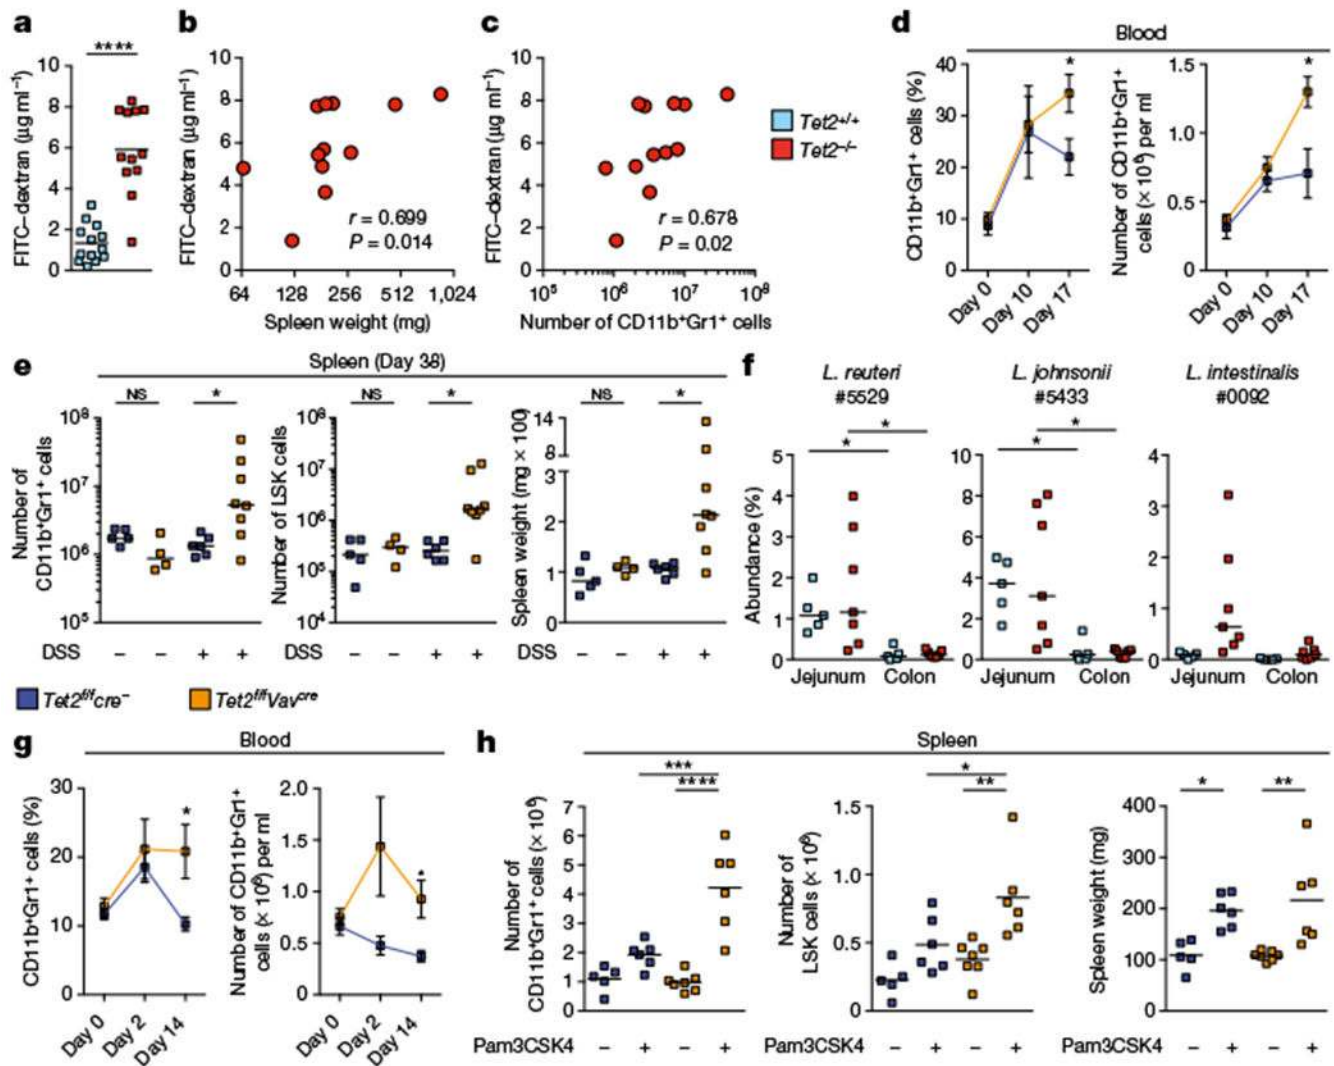 a
****
FITC–dextran (µg ml⁻¹)
10
8
6
4
2
0
b
FITC–dextran (µg ml⁻¹)
10
8
6
4
2
0
r = 0.699
P = 0.014
64 128 256 512 1,024
Spleen weight (mg)
c
FITC–dextran (µg ml⁻¹)
10
8
6
4
2
0
r = 0.678
P = 0.02
10⁵ 10⁶ 10⁷ 10⁸
Number of CD11b⁺Gr1⁺ cells
Tet2⁺/⁺
Tet2⁻/⁻
d
Blood
CD11b⁺Gr1⁺ cells (%)
40
30
20
10
0
*
Day 0 Day 10 Day 17
Number of CD11b⁺Gr1⁺
cells (× 10⁶) per ml
1.5
1.0
0.5
0
*
Day 0 Day 10 Day 17
e
Spleen (Day 38)
NS *
Number of
CD11b⁺Gr1⁺ cells
10⁸
10⁷
10⁶
10⁵
DSS – – + +
NS *
Number of LSK cells
10⁸
10⁷
10⁶
10⁵
10⁴
DSS – – + +
NS *
Spleen weight (mg × 100)
14
8
3
2
1
0
DSS – – + +
f
L. reuteri
#5529
*
*
Abundance (%)
5
4
3
2
1
0
Jejunum Colon
L. johnsonii
#5433
*
*
10
8
6
4
2
0
Jejunum Colon
L. intestinalis
#0092
4
3
2
1
0
Jejunum Colon
Tet2f/fcre⁻
Tet2f/fVavcre
g
Blood
CD11b⁺Gr1⁺ cells (%)
30
20
10
0
*
Day 0 Day 2 Day 14
Number of CD11b⁺Gr1⁺
cells (× 10⁶) per ml
2.0
1.5
1.0
0.5
0
*
Day 0 Day 2 Day 14
h
Spleen
***
****
Number of
CD11b⁺Gr1⁺ cells (× 10⁶)
7
6
5
4
3
2
1
0
Pam3CSK4 – + – +
*
**
Number of
LSK cells (× 10⁶)
1.5
1.0
0.5
0
Pam3CSK4 – + – +
* **
Spleen weight (mg)
400
300
200
100
0
Pam3CSK4 – + – +